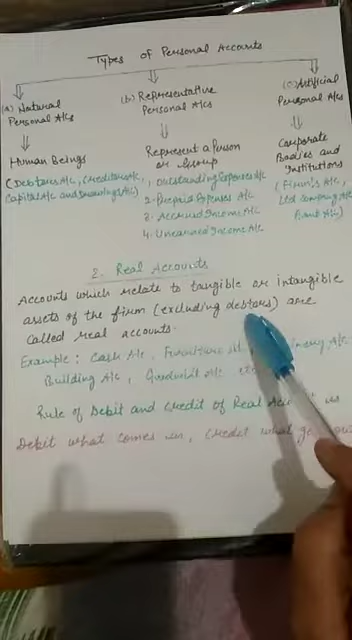 Types of Personal Accounts
(a) Natural Personal A/cs
Human Beings
(Debtors A/c, Creditors A/c,
Capital A/c and Drawings A/c)
(b) Representative
Personal A/cs
Represent a Person
or Group
1. Outstanding Expenses A/c
2. Prepaid Expenses A/c
3. Accrued Income A/c
4. Unearned Income A/c
(c) Artificial
Personal A/cs
Corporate
Bodies and
Institutions
(Firm's A/c,
Ltd Company A/c,
Bank A/c)
2. Real Accounts
Accounts which relate to tangible or intangible
assets of the firm (excluding debtors) are
called real accounts.
Example: Cash A/c, Furniture A/c,
Building A/c, Goodwill A/c etc
Rule of Debit and Credit of Real is
Debit what comes in, Credit what